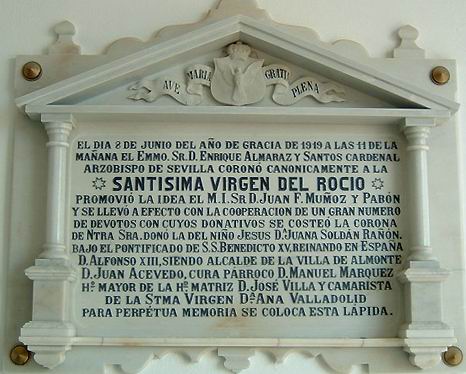 AVE MARIA GRATIA PLENA
EL DIA 8 DE JUNIO DEL AÑO DE GRACIA DE 1919 A LAS 11 DE LA
MAÑANA EL EMMO. SR. D. ENRIQUE ALMARAZ Y SANTOS CARDENAL
ARZOBISPO DE SEVILLA CORONÓ CANONICAMENTE A LA
SANTISIMA VIRGEN DEL ROCIO
PROMOVIÓ LA IDEA EL M.I. SR D. JUAN F. MUÑOZ Y PABÓN
Y SE LLEVÓ A EFECTO CON LA COOPERACION DE UN GRAN NUMERO
DE DEVOTOS CON CUYOS DONATIVOS SE COSTEÓ LA CORONA
DE NTRA SRA. DONÓ LA DEL NIÑO JESUS Dª JUANA SOLDÁN RAÑON.
BAJO EL PONTIFICADO DE S.S. BENEDICTO XV, REINANDO EN ESPAÑA
D. ALFONSO XIII, SIENDO ALCALDE DE LA VILLA DE ALMONTE
D. JUAN ACEVEDO, CURA PÁRROCO D. MANUEL MARQUEZ
Hº MAYOR DE LA Hº MATRIZ D. JOSÉ VILLA Y CAMARISTA
DE LA STMA VIRGEN Dª ANA VALLADOLID
PARA PERPÉTUA MEMORIA SE COLOCA ESTA LÁPIDA.